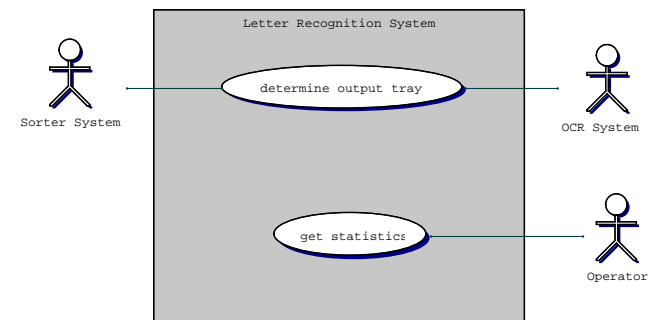 Letter Recognition System
determine output tray
Sorter System
OCR System
get statistics
Operator